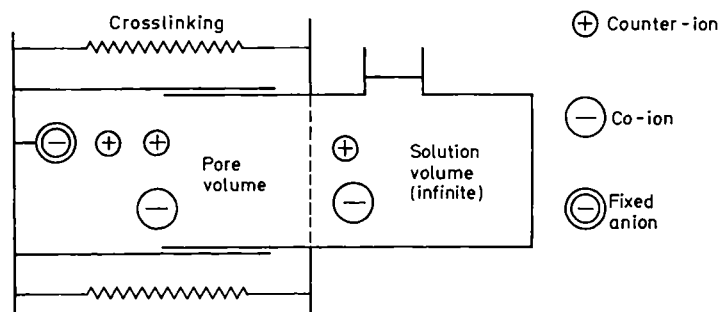 Crosslinking
Pore
volume
Solution
volume
(infinite)
Counter-ion
Co-ion
Fixed
anion